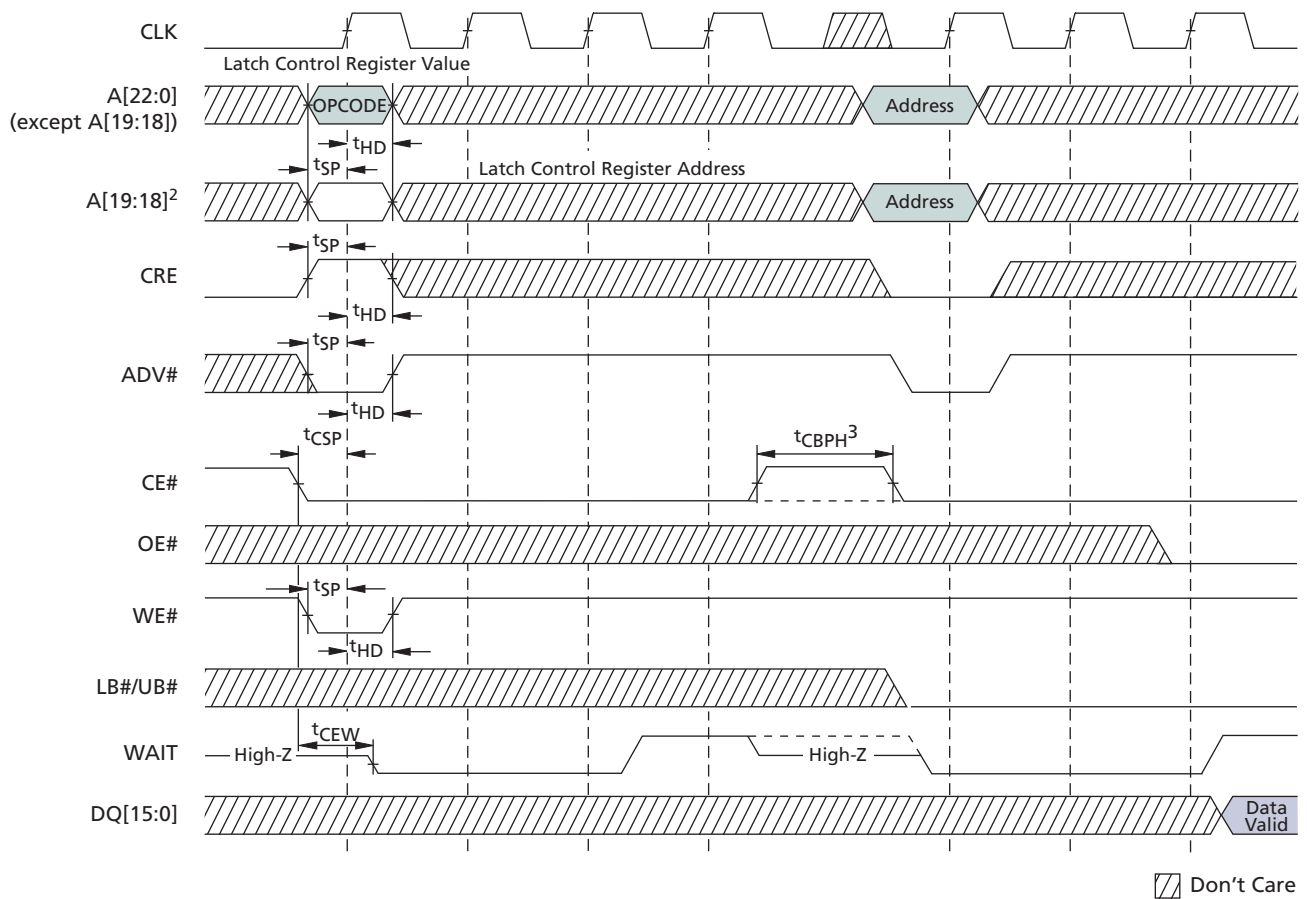 CLK
Latch Control Register Value
A[22:0]
(except A[19:18])
OPCODE
Address
tHD
tSP
Latch Control Register Address
A[19:18]2
Address
tSP
CRE
tHD
tSP
ADV#
tHD
tCSP
tCBPH3
CE#
OE#
tSP
WE#
tHD
LB#/UB#
tCEW
WAIT
High-Z
High-Z
DQ[15:0]
Data
Valid
Don't Care